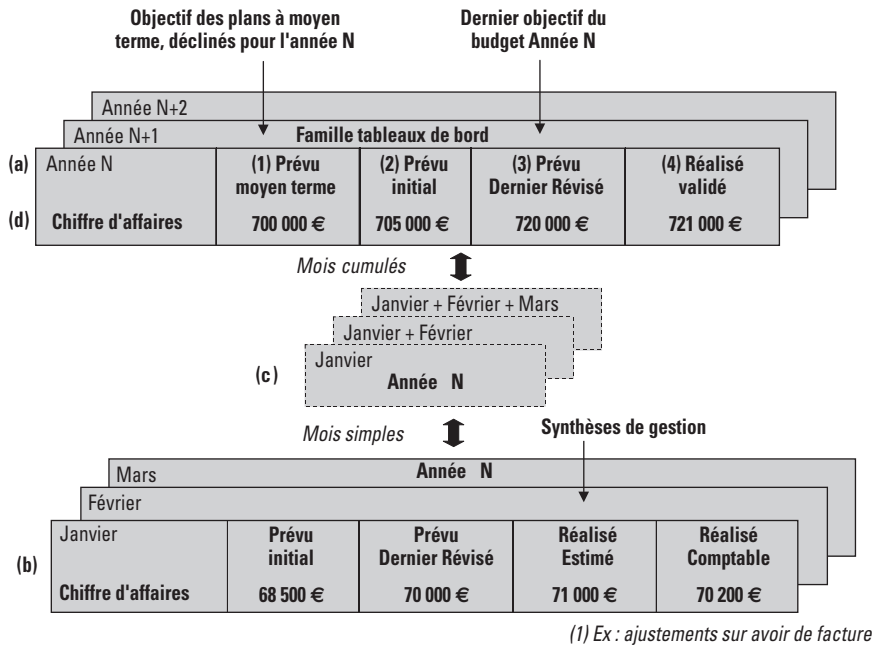 Objectif des plans à moyen
terme, déclinés pour l'année N
Dernier objectif du
budget Année N
Année N+2
Année N+1
Famille tableaux de bord
(a)
Année N
(1) Prévu
moyen terme
(2) Prévu
initial
(3) Prévu
Dernier Révisé
(4) Réalisé
validé
(d)
Chiffre d'affaires
700 000 €
705 000 €
720 000 €
721 000 €
Mois cumulés
Janvier + Février + Mars
Janvier + Février
Janvier
(c)
Année N
Mois simples
Synthèses de gestion
Mars
Année N
Février
Janvier
Prévu
initial
Prévu
Dernier Révisé
Réalisé
Estimé
Réalisé
Comptable
(b)
Chiffre d'affaires
68 500 €
70 000 €
71 000 €
70 200 €
(1) Ex : ajustements sur avoir de facture